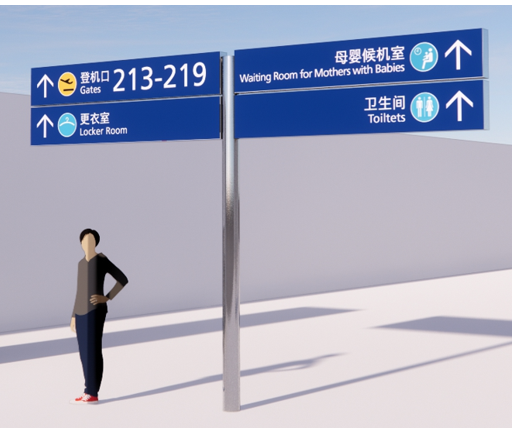 登机口
Gates
213-219
更衣室
Locker Room
母婴候机室
Waiting Room for Mothers with Babies
卫生间
Toiltets